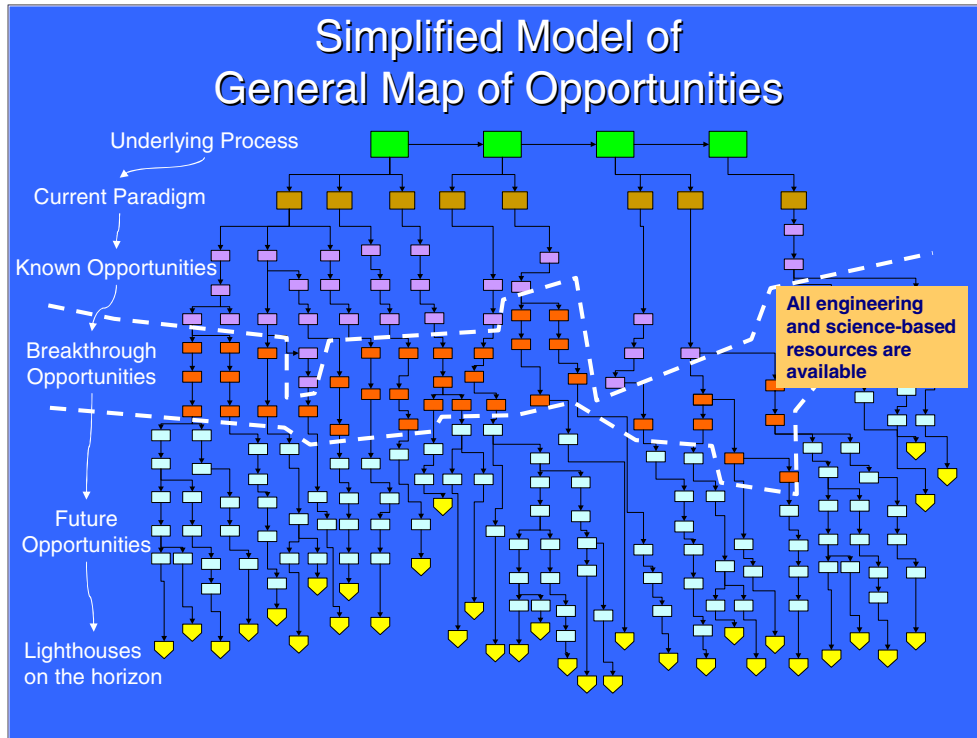 Simplified Model of
General Map of Opportunities
Underlying Process
Current Paradigm
Known Opportunities
All engineering
and science-based
resources are
available
Breakthrough
Opportunities
Future
Opportunities
Lighthouses
on the horizon